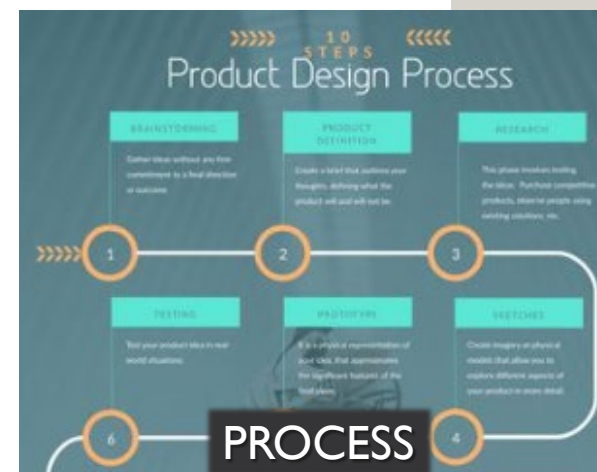 10
STEPS
Product Design Process
BRAINSTORMING
Gather ideas without any firm
commitment to a final direction
or outcome.
PRODUCT
DEFINITION
Create a brief that outlines your
thoughts, defining what the
product will and will not be.
RESEARCH
This phase involves testing
the ideas. Purchase competitive
products, observe people using
existing solutions, etc.
1
2
3
SKETCHES
Create imagery or physical
models that allow you to
explore different aspects of
your product in more detail.
PROTOTYPE
It is a physical representation of
your idea, that approximates
the significant features of the
TESTING
Test your product idea in real-
world situations.
4
6
PROCESS